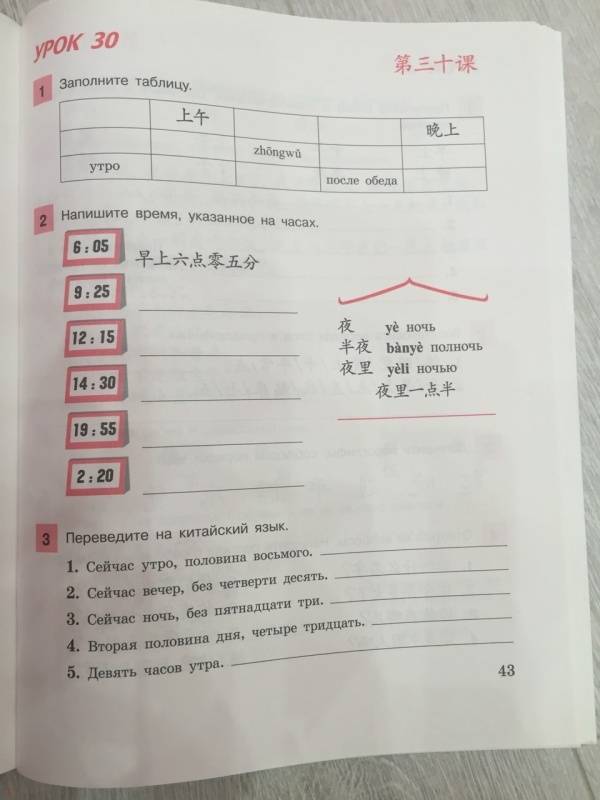 УРОК 30
第三十课
1 Заполните таблицу.
上午 晚上
zhōngwǔ
утро после обеда
2 Напишите время, указанное на часах.
6:05 早上六点零五分
9:25
12:15
14:30
19:55
2:20
夜 yè ночь
半夜 bànyè полночь
夜里 yèli ночью
夜里一点半
3 Переведите на китайский язык.
1. Сейчас утро, половина восьмого.
2. Сейчас вечер, без четверти десять.
3. Сейчас ночь, без пятнадцати три.
4. Вторая половина дня, четыре тридцать.
5. Девять часов утра.
43